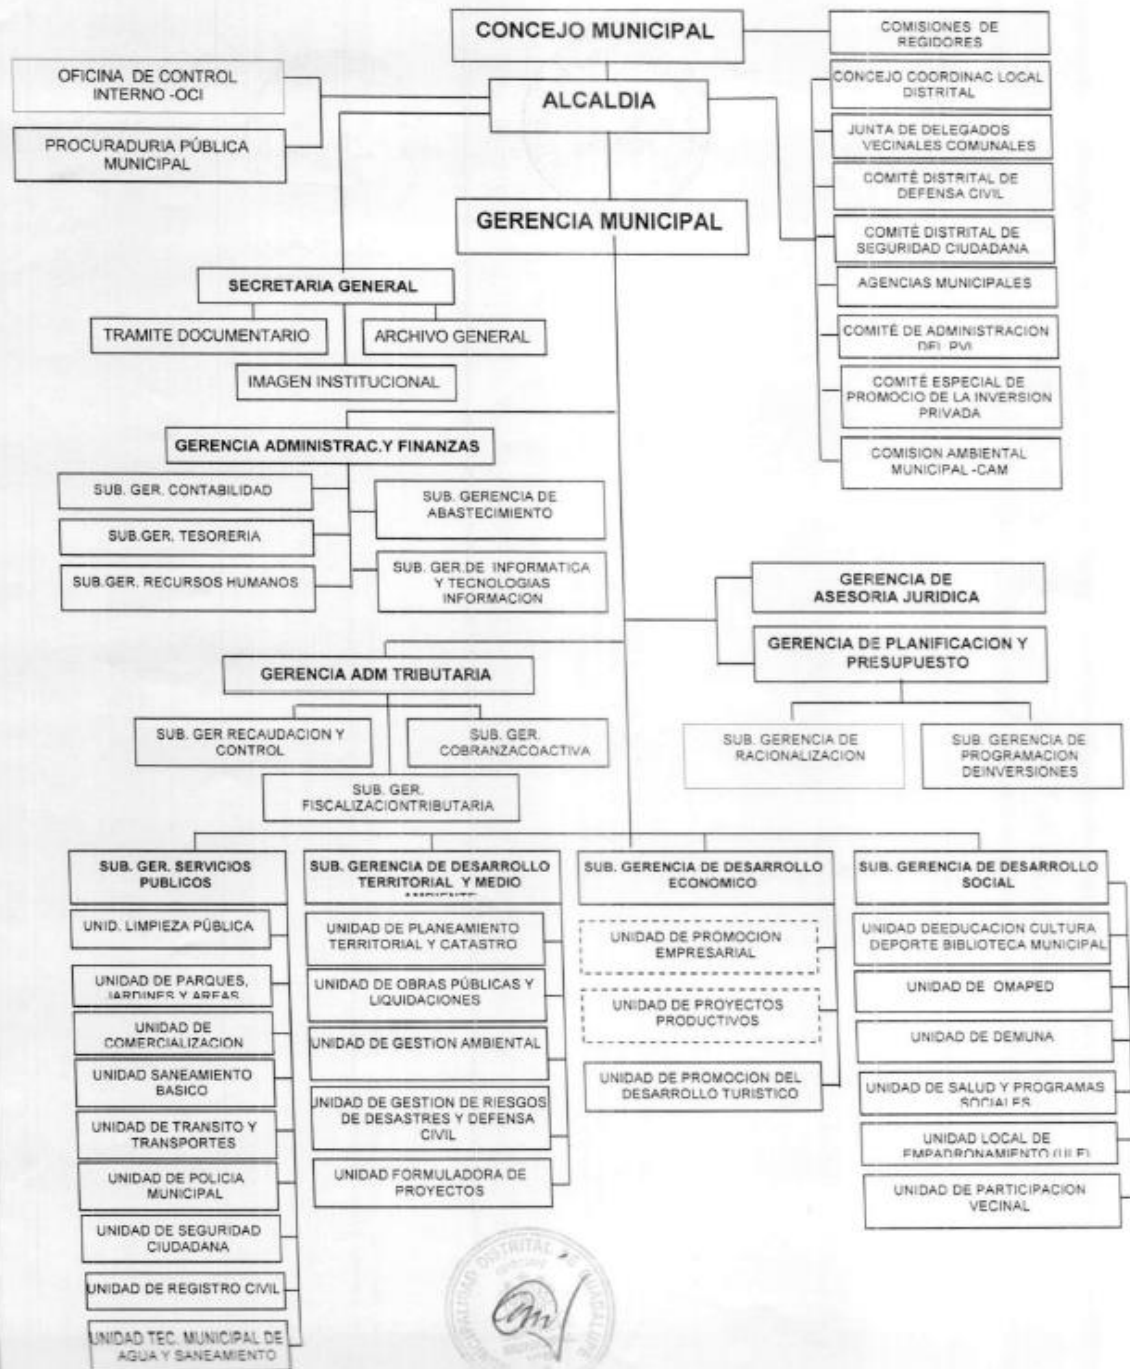 CONCEJO MUNICIPAL
COMISIONES DE
REGIDORES
OFICINA DE CONTROL
INTERNO -OCI
ALCALDIA
CONCEJO COORDINAC LOCAL
DISTRITAL
PROCURADURIA PÚBLICA
MUNICIPAL
JUNTA DE DELEGADOS
VECINALES COMUNALES
COMITÉ DISTRITAL DE
DEFENSA CIVIL
GERENCIA MUNICIPAL
COMITÉ DISTRITAL DE
SEGURIDAD CIUDADANA
AGENCIAS MUNICIPALES
COMITÉ DE ADMINISTRACION
DEL PVL
COMITÉ ESPECIAL DE
PROMOCIO DE LA INVERSION
PRIVADA
COMISION AMBIENTAL
MUNICIPAL -CAM
SECRETARIA GENERAL
TRAMITE DOCUMENTARIO
ARCHIVO GENERAL
IMAGEN INSTITUCIONAL
GERENCIA ADMINISTRAC.Y FINANZAS
SUB. GER. CONTABILIDAD
SUB. GERENCIA DE
ABASTECIMIENTO
SUB.GER. TESORERIA
SUB.GER. RECURSOS HUMANOS
SUB. GER.DE INFORMATICA
Y TECNOLOGIAS
INFORMACION
GERENCIA DE
ASESORIA JURIDICA
GERENCIA DE PLANIFICACION Y
PRESUPUESTO
SUB. GERENCIA DE
RACIONALIZACION
SUB. GERENCIA DE
PROGRAMACION
DEINVERSIONES
GERENCIA ADM TRIBUTARIA
SUB. GER RECAUDACION Y
CONTROL
SUB. GER.
COBRANZACOACTIVA
SUB. GER.
FISCALIZACIONTRIBUTARIA
SUB. GER. SERVICIOS
PUBLICOS
UNID. LIMPIEZA PÚBLICA
UNIDAD DE PARQUES,
JARDINES Y AREAS
UNIDAD DE
COMERCIALIZACION
UNIDAD SANEAMIENTO
BASICO
UNIDAD DE TRANSITO Y
TRANSPORTES
UNIDAD DE POLICIA
MUNICIPAL
UNIDAD DE SEGURIDAD
CIUDADANA
UNIDAD DE REGISTRO CIVIL
UNIDAD TEC. MUNICIPAL DE
AGUA Y SANEAMIENTO
SUB. GERENCIA DE DESARROLLO
TERRITORIAL Y MEDIO
AMBIENTE
UNIDAD DE PLANEAMIENTO
TERRITORIAL Y CATASTRO
UNIDAD DE OBRAS PÚBLICAS Y
LIQUIDACIONES
UNIDAD DE GESTION AMBIENTAL
UNIDAD DE GESTION DE RIESGOS
DE DESASTRES Y DEFENSA
CIVIL
UNIDAD FORMULADORA DE
PROYECTOS
SUB. GERENCIA DE DESARROLLO
ECONOMICO
UNIDAD DE PROMOCION
EMPRESARIAL
UNIDAD DE PROYECTOS
PRODUCTIVOS
UNIDAD DE PROMOCION DEL
DESARROLLO TURISTICO
SUB. GERENCIA DE DESARROLLO
SOCIAL
UNIDAD DEEDUCACION CULTURA
DEPORTE BIBLIOTECA MUNICIPAL
UNIDAD DE OMAPED
UNIDAD DE DEMUNA
UNIDAD DE SALUD Y PROGRAMAS
SOCIALES
UNIDAD LOCAL DE
EMPADRONAMIENTO (ULE)
UNIDAD DE PARTICIPACION
VECINAL
DISTRITAL DE GUADALUPE